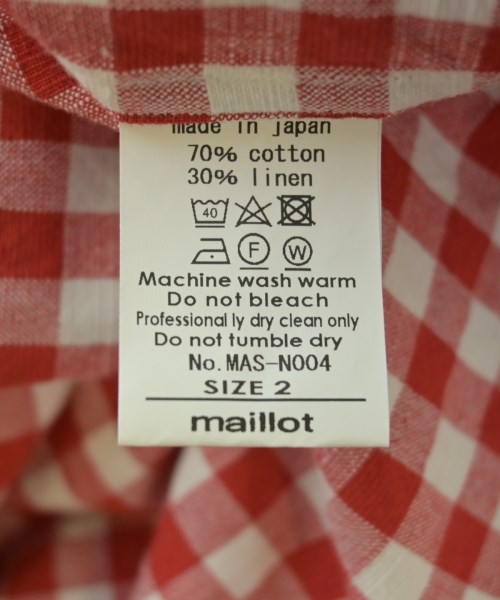 made in japan
70% cotton
30% linen
40
F W
Machine wash warm
Do not bleach
Professional ly dry clean only
Do not tumble dry
No. MAS-N004
SIZE 2
maillot